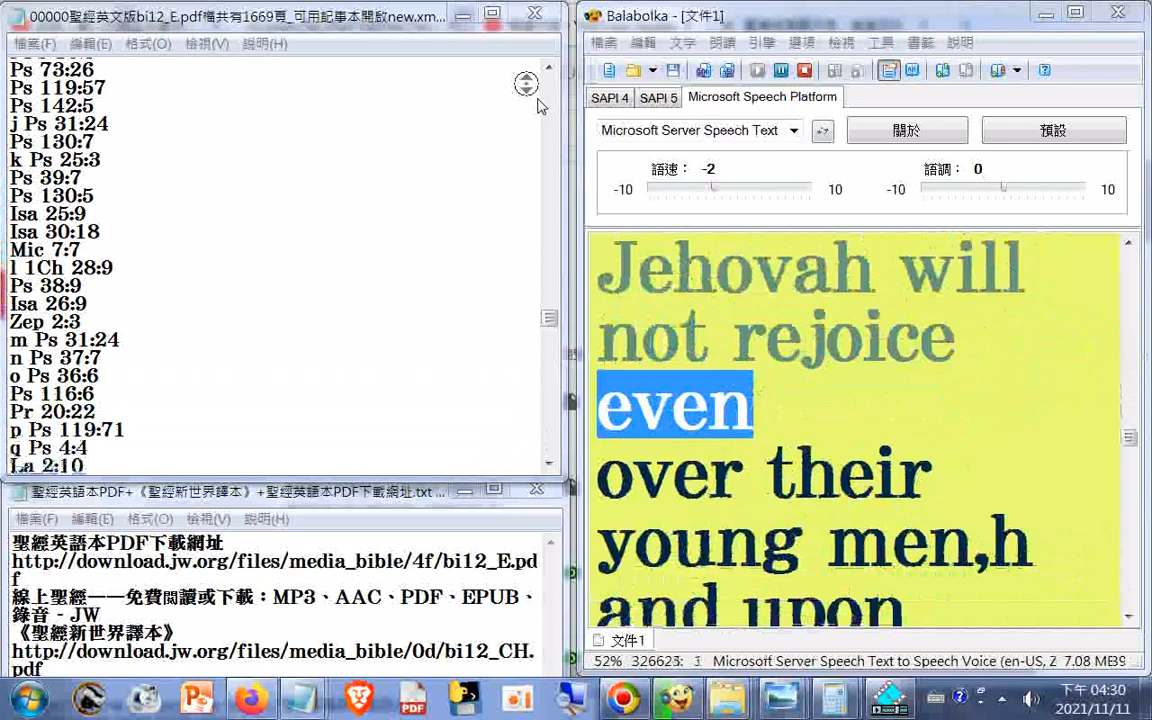 00000聖經英文版bi12_E.pdf檔共有1669頁_可用記事本開啟new.xm...
檔案(F) 編輯(E) 格式(O) 檢視(V) 說明(H)
Ps 73:26
Ps 119:57
Ps 142:5
j Ps 31:24
Ps 130:7
k Ps 25:3
Ps 39:7
Ps 130:5
Isa 25:9
Isa 30:18
Mic 7:7
l 1Ch 28:9
Ps 38:9
Isa 26:9
Zep 2:3
m Ps 31:24
n Ps 37:7
o Ps 36:6
Ps 116:6
Pr 20:22
p Ps 119:71
q Ps 4:4
La 2:10
聖經英語本PDF+《聖經新世界譯本》+聖經英語本PDF下載網址.txt ...
檔案(F) 編輯(E) 格式(O) 檢視(V) 說明(H)
聖經英語本PDF下載網址
http://download.jw.org/files/media_bible/4f/bi12_E.pd
f
線上聖經——免費閱讀或下載：MP3、AAC、PDF、EPUB、
錄音 - JW
《聖經新世界譯本》
http://download.jw.org/files/media_bible/0d/bi12_CH.
pdf
Balabolka - [文件1]
檔案 編輯 文字 朗讀 引擎 選項 檢視 工具 書籤 說明
SAPI 4 SAPI 5 Microsoft Speech Platform
Microsoft Server Speech Text 關於 預設
語速： -2 語調： 0
-10 10 -10 10
Jehovah will
not rejoice
even
over their
young men,h
and upon
文件1
52% 326623: Microsoft Server Speech Text to Speech Voice (en-US, Z 7.08 MB
下午 04:30
2021/11/11